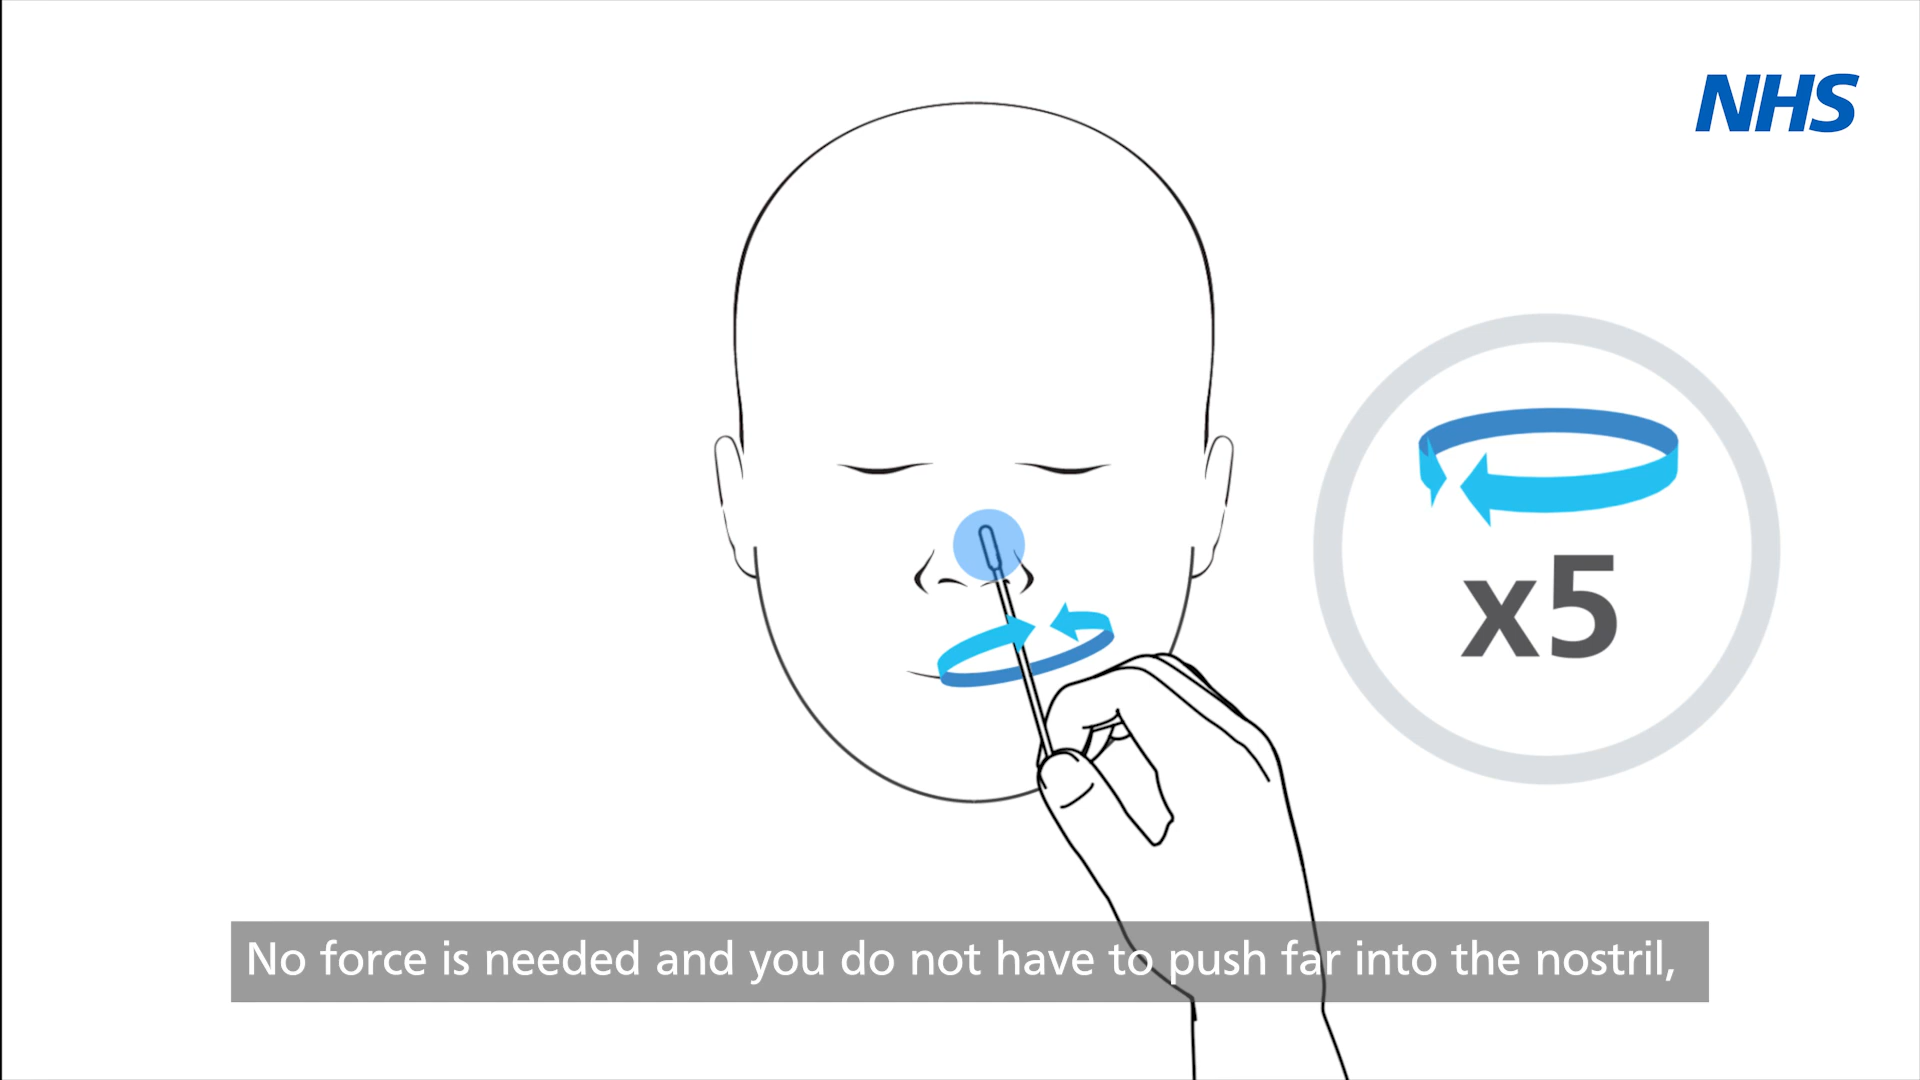 NHS
x5
No force is needed and you do not have to push far into the nostril,